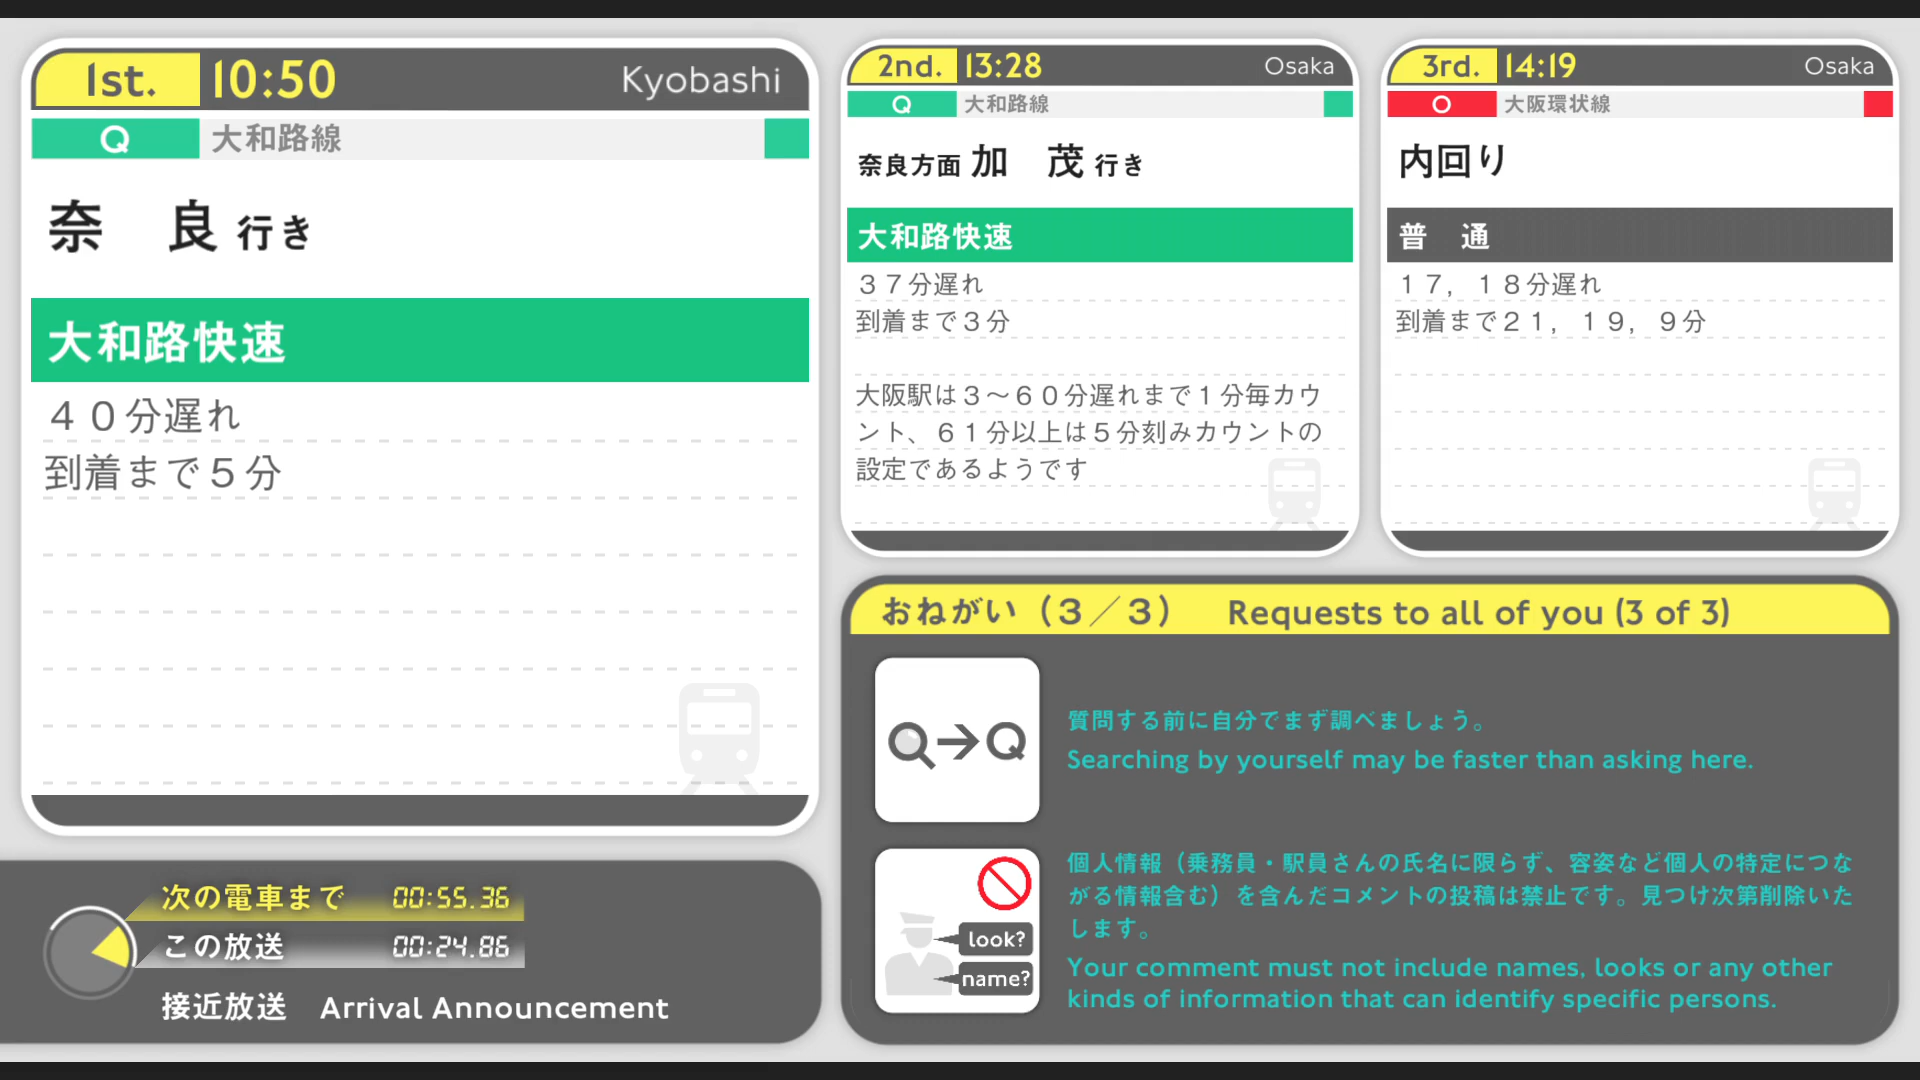 1st. 10:50 Kyobashi
Q 大和路線
奈　良 行き
大和路快速
４０分遅れ
到着まで５分
2nd. 13:28 Osaka
Q 大和路線
奈良方面 加　茂 行き
大和路快速
３７分遅れ
到着まで３分
大阪駅は３～６０分遅れまで１分毎カウ
ント、６１分以上は５分刻みカウントの
設定であるようです
3rd. 14:19 Osaka
O 大阪環状線
内回り
普　通
１７，１８分遅れ
到着まで２１，１９，９分
次の電車まで 00:55.36
この放送 00:24.86
接近放送　Arrival Announcement
おねがい（３／３）　Requests to all of you (3 of 3)
Q→Q
質問する前に自分でまず調べましょう。
Searching by yourself may be faster than asking here.
look?
name?
個人情報（乗務員・駅員さんの氏名に限らず、容姿など個人の特定につな
がる情報含む）を含んだコメントの投稿は禁止です。見つけ次第削除いた
します。
Your comment must not include names, looks or any other
kinds of information that can identify specific persons.